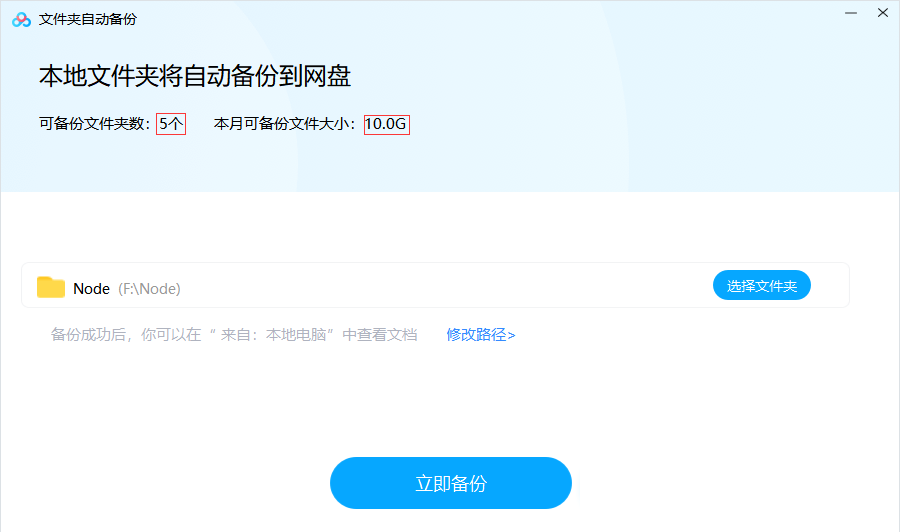 文件夹自动备份
本地文件夹将自动备份到网盘
可备份文件夹数：5个 本月可备份文件大小：10.0G
Node (F:\Node) 选择文件夹
备份成功后，你可以在“ 来自：本地电脑”中查看文档 修改路径>
立即备份